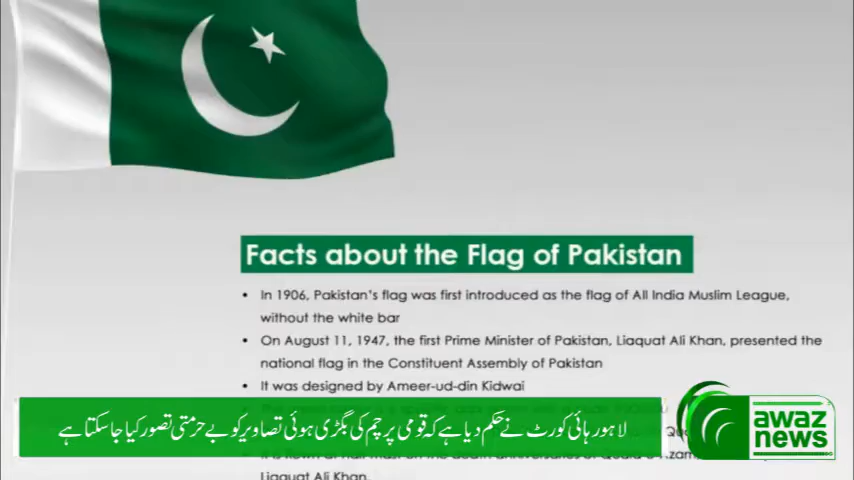 Facts about the Flag of Pakistan
• In 1906, Pakistan's flag was first introduced as the flag of All India Muslim League,
without the white bar
• On August 11, 1947, the first Prime Minister of Pakistan, Liaquat Ali Khan, presented the
national flag in the Constituent Assembly of Pakistan
• It was designed by Ameer-ud-din Kidwai
لاہور ہائی کورٹ نے حکم دیا ہے کہ قومی پرچم کی بگڑی ہوئی تصاویر کو بے حرمتی تصور کیا جا سکتا ہے
awaz
news
Liaquat Ali Khan.